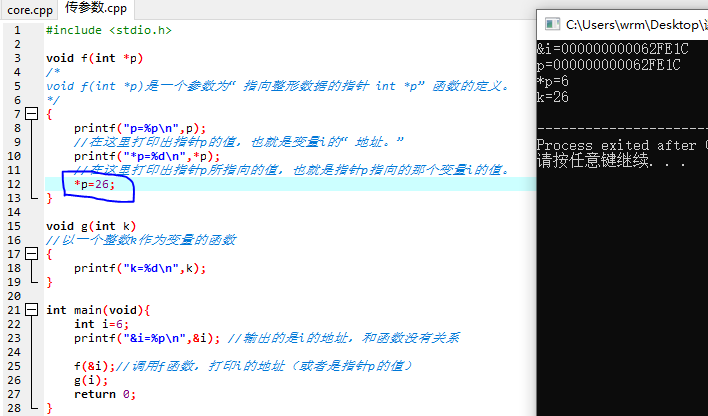 core.cpp 传参数.cpp
1 #include <stdio.h>
2
3 void f(int *p)
4 /*
5 void f(int *p)是一个参数为“ 指向整形数据的指针 int *p” 函数的定义。
6 */
7 {
8 printf("p=%p\n",p);
9 //在这里打印出指针p的值，也就是变量i的“ 地址。”
10 printf("*p=%d\n",*p);
11 //在这里打印出指针p所指向的值，也就是指针p指向的那个变量i的值。
12 *p=26;
13 }
14
15 void g(int k)
16 //以一个整数k作为变量的函数
17 {
18 printf("k=%d\n",k);
19 }
20
21 int main(void){
22 int i=6;
23 printf("&i=%p\n",&i); //输出的是i的地址，和函数没有关系
24
25 f(&i);//调用f函数，打印i的地址（或者是指针p的值）
26 g(i);
27 return 0;
28 }
C:\Users\wrm\Desktop\
&i=000000000062FE1C
p=000000000062FE1C
*p=6
k=26
--------------------
Process exited after
请按任意键继续. . .